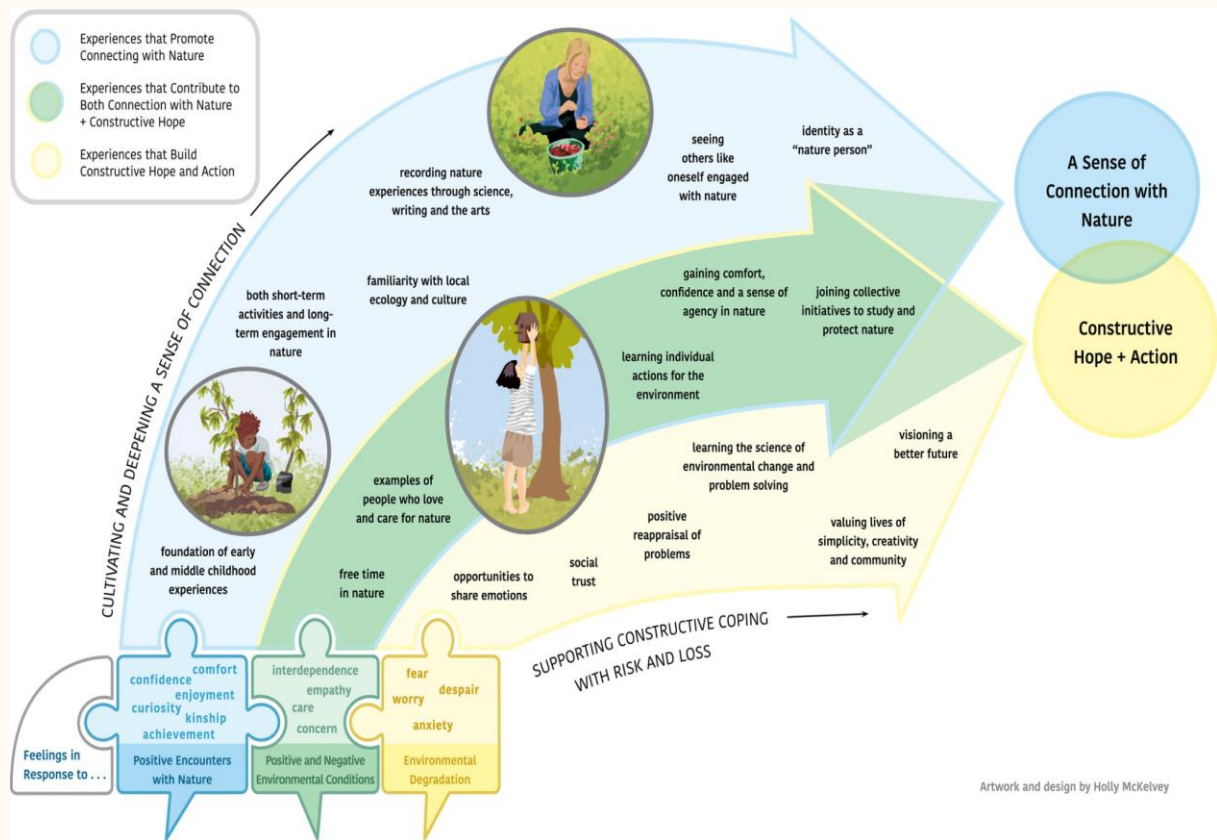 Experiences that Promote
Connecting with Nature
Experiences that Contribute to
Both Connection with Nature
+ Constructive Hope
Experiences that Build
Constructive Hope and Action
CULTIVATING AND DEEPENING A SENSE OF CONNECTION
recording nature
experiences through science,
writing and the arts
seeing
others like
oneself engaged
with nature
identity as a
“nature person”
both short-term
activities and long-
term engagement in
nature
familiarity with local
ecology and culture
foundation of early
and middle childhood
experiences
gaining comfort,
confidence and a sense of
agency in nature
joining collective
initiatives to study and
protect nature
learning individual
actions for the
environment
examples of
people who love
and care for nature
free time
in nature
learning the science of
environmental change and
problem solving
visioning a
better future
positive
reappraisal of
problems
valuing lives of
simplicity, creativity
and community
social
trust
opportunities to
share emotions
SUPPORTING CONSTRUCTIVE COPING
WITH RISK AND LOSS
A Sense of
Connection with
Nature
Constructive
Hope + Action
Feelings in
Response to . . .
comfort
confidence
enjoyment
curiosity
kinship
achievement
Positive Encounters
with Nature
interdependence
empathy
care
concern
Positive and Negative
Environmental Conditions
fear
despair
worry
anxiety
Environmental
Degradation
Artwork and design by Holly McKelvey